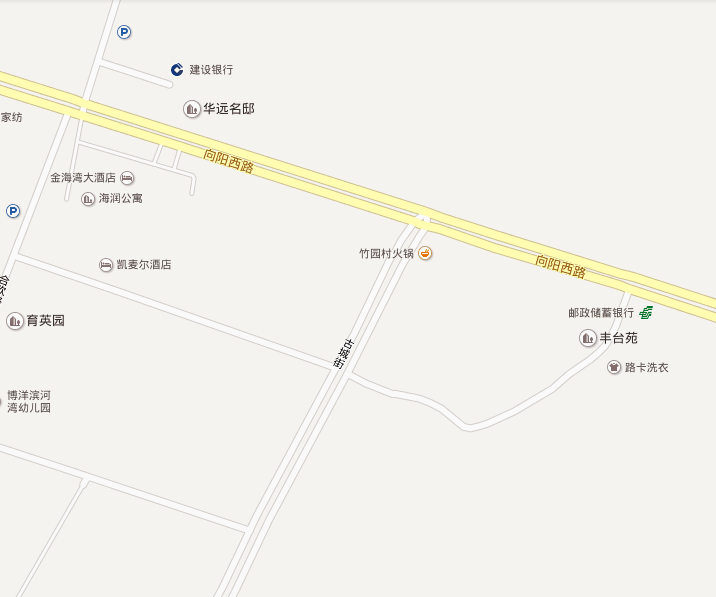 P
建设银行
华远名邸
家纺
向阳西路
金海湾大酒店
海润公寓
P
竹园村火锅
向阳西路
凯麦尔酒店
育英园
邮政储蓄银行
丰台苑
古城街
路卡洗衣
博洋滨河
湾幼儿园